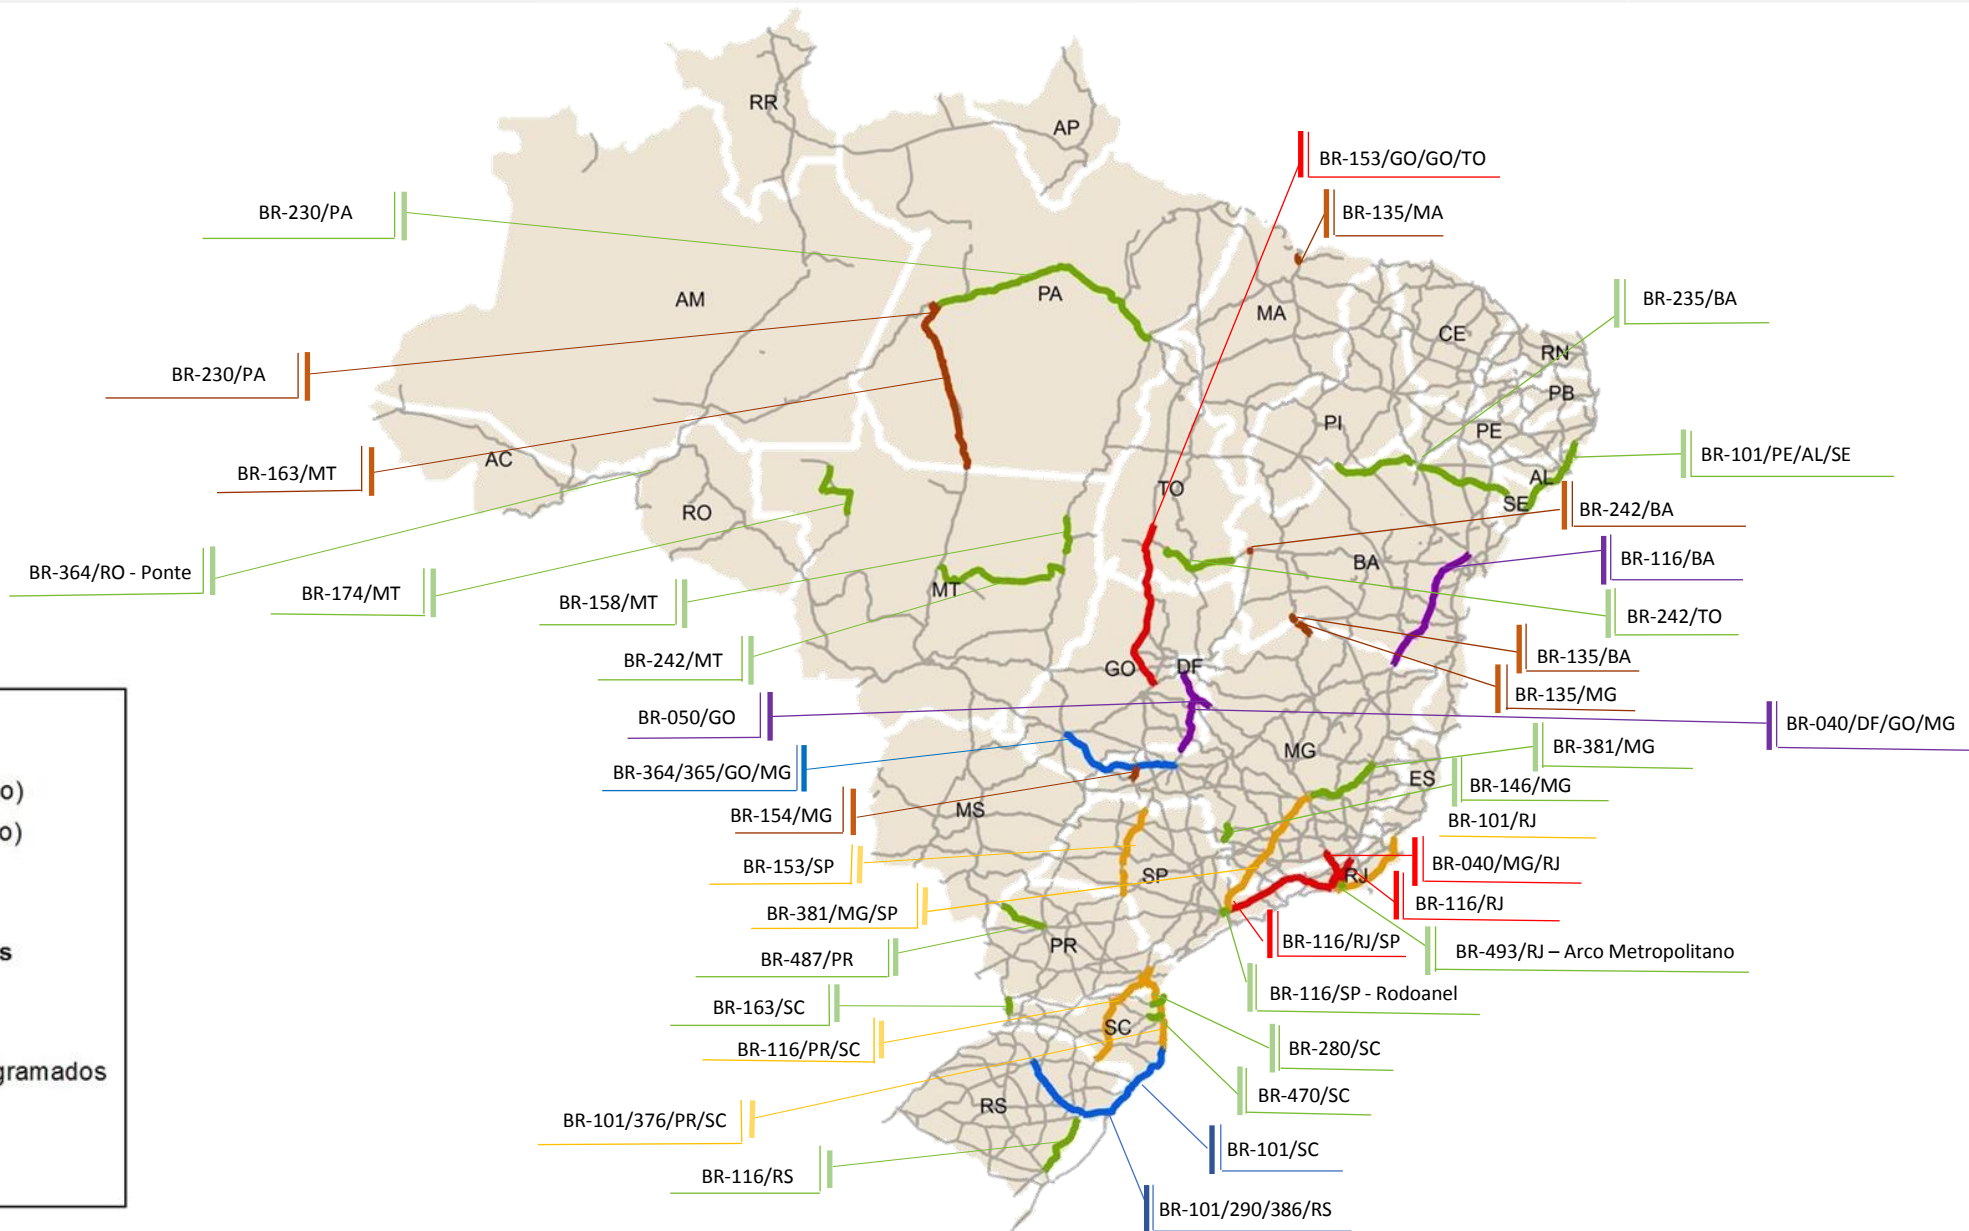 RR
AP
BR-153/GO/GO/TO
BR-135/MA
BR-230/PA
AM
PA
MA
BR-235/BA
CE
RN
PB
BR-230/PA
PI
PE
BR-101/PE/AL/SE
AC
BR-163/MT
AL
TO
SE
RO
BR-242/BA
BR-364/RO - Ponte
BR-174/MT
BR-158/MT
MT
BA
BR-116/BA
BR-242/TO
BR-242/MT
GO
DF
BR-135/BA
BR-135/MG
BR-050/GO
BR-040/DF/GO/MG
BR-364/365/GO/MG
MG
BR-381/MG
ES
BR-146/MG
o)
o)
BR-154/MG
MS
BR-101/RJ
BR-153/SP
SP
RJ
BR-040/MG/RJ
BR-381/MG/SP
BR-116/RJ
s
BR-487/PR
PR
BR-116/RJ/SP
BR-493/RJ – Arco Metropolitano
BR-163/SC
BR-116/SP - Rodoanel
BR-116/PR/SC
SC
BR-280/SC
gramados
BR-470/SC
BR-101/376/PR/SC
RS
BR-101/SC
BR-116/RS
BR-101/290/386/RS